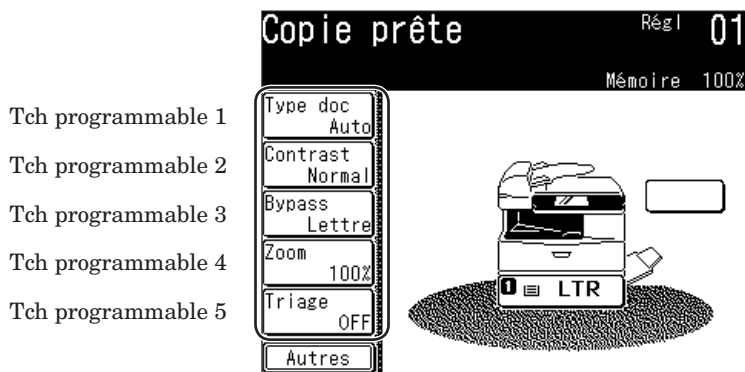 Copie prête Régl 01
Mémoire 100%
Tch programmable 1
Type doc
Auto
Tch programmable 2
Contrast
Normal
Tch programmable 3
Bypass
Lettre
Tch programmable 4
Zoom
100%
Tch programmable 5
Triage
OFF
Autres
1 LTR